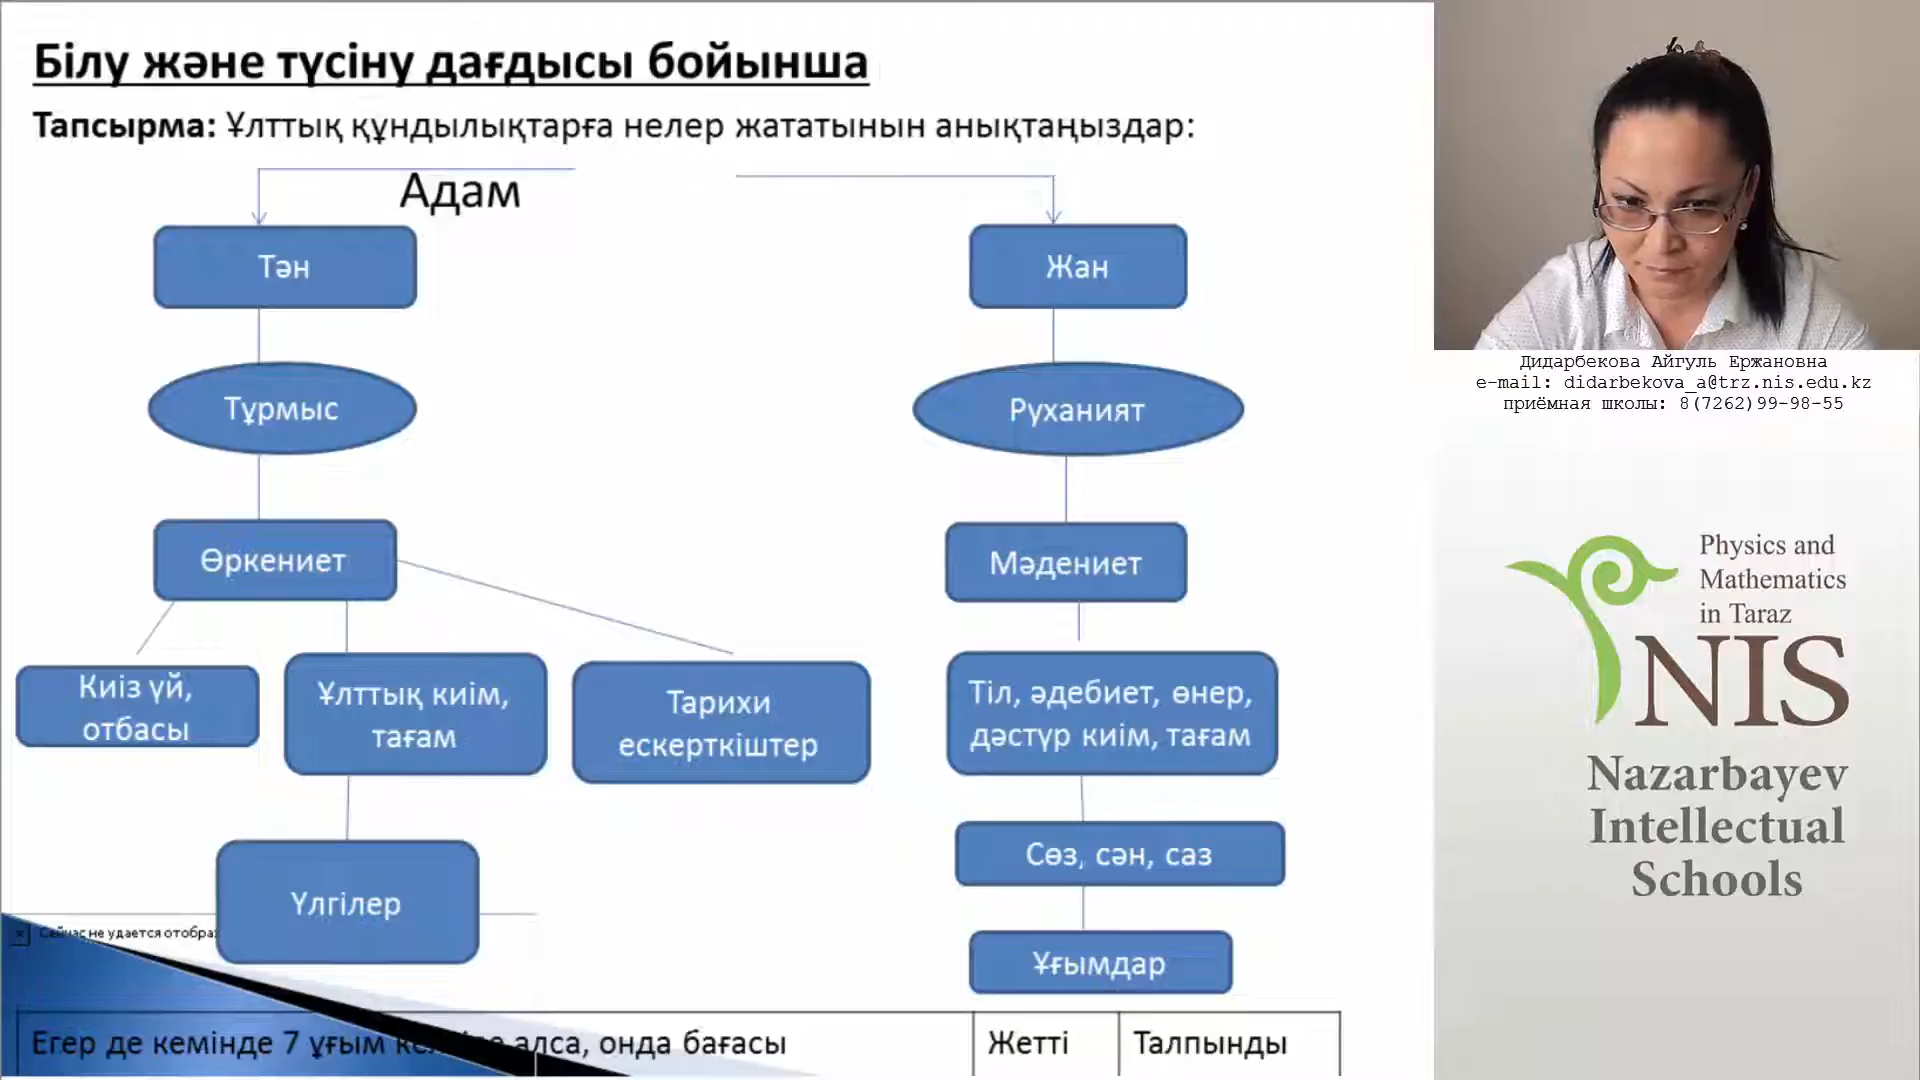 Білу және түсіну дағдысы бойынша
Тапсырма: Ұлттық құндылықтарға нелер жататынын анықтаңыздар:
Адам
Тән
Жан
Тұрмыс
Руханият
Өркениет
Мәдениет
Киіз үй,
отбасы
Ұлттық киім,
тағам
Тарихи
ескерткіштер
Тіл, әдебиет, өнер,
дәстүр киім, тағам
Сөз, сән, саз
Үлгілер
Ұғымдар
Сейчас не удается отобра
Егер де кемінде 7 ұғым алса, онда бағасы
Жетті
Талпынды
Дидарбекова Айгуль Ержановна
e-mail: didarbekova_a@trz.nis.edu.kz
приёмная школы: 8(7262)99-98-55
Physics and
Mathematics
in Taraz
NIS
Nazarbayev
Intellectual
Schools